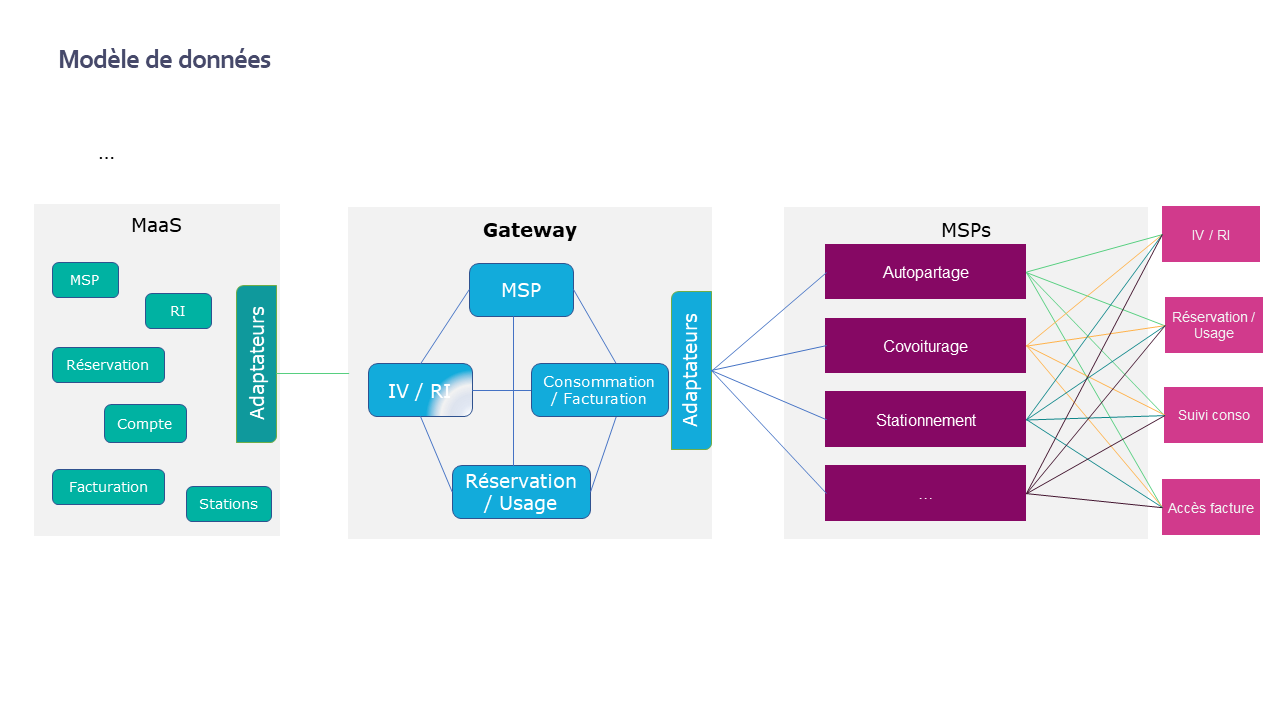 Modèle de données
...
MaaS
MSP
RI
Réservation
Compte
Facturation
Stations
Adaptateurs
Gateway
MSP
IV / RI
Consommation
/ Facturation
Réservation
/ Usage
Adaptateurs
MSPs
Autopartage
Covoiturage
Stationnement
...
IV / RI
Réservation /
Usage
Suivi conso
Accès facture